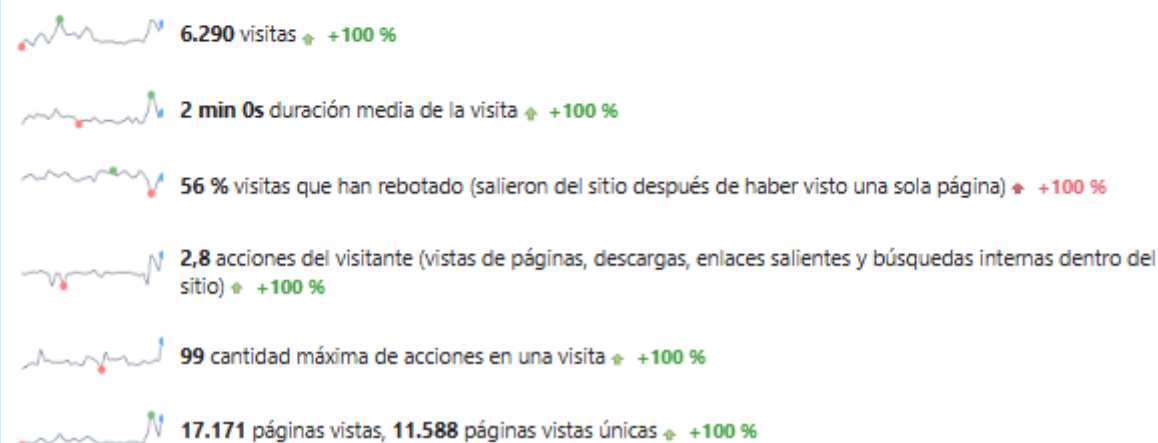 6.290 visitas +100 %
2 min 0s duración media de la visita +100 %
56 % visitas que han rebotado (salieron del sitio después de haber visto una sola página) +100 %
2,8 acciones del visitante (vistas de páginas, descargas, enlaces salientes y búsquedas internas dentro del
sitio) +100 %
99 cantidad máxima de acciones en una visita +100 %
17.171 páginas vistas, 11.588 páginas vistas únicas +100 %